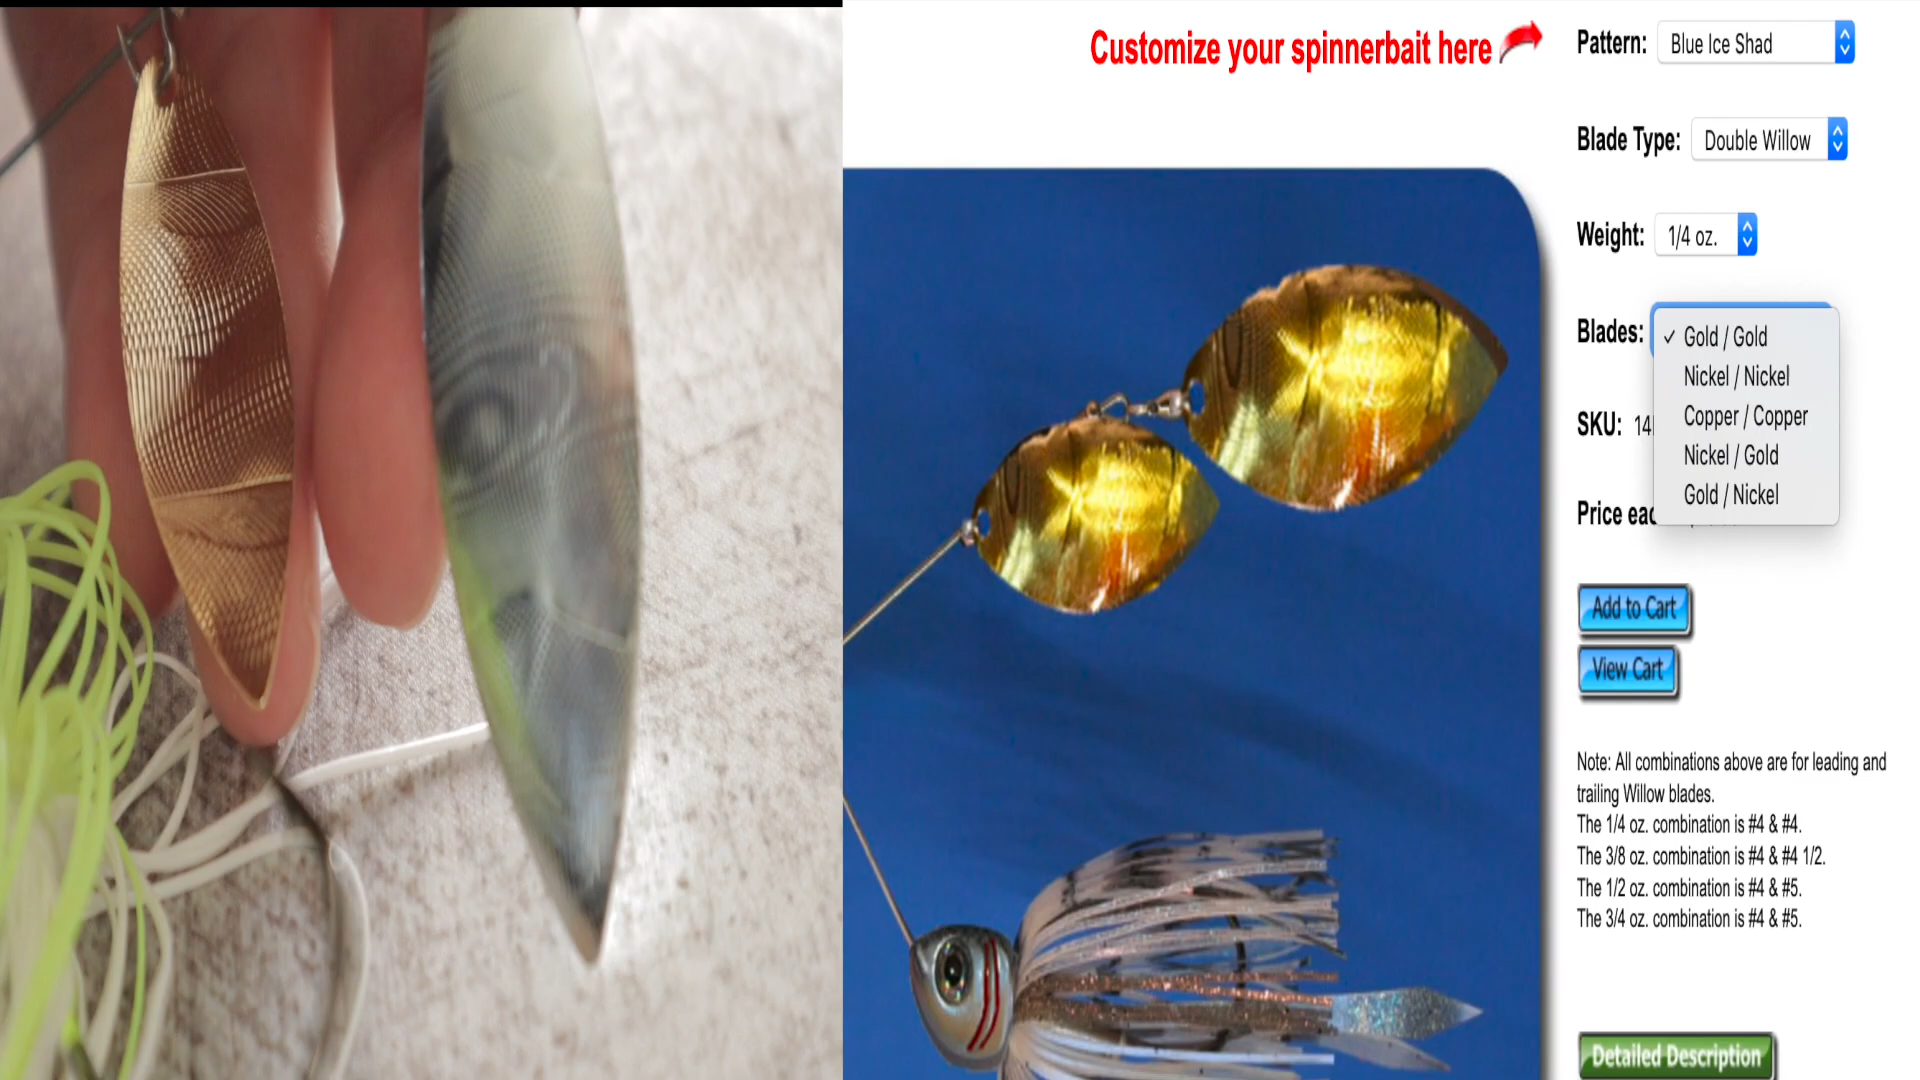 Customize your spinnerbait here
Pattern: Blue Ice Shad
Blade Type: Double Willow
Weight: 1/4 oz.
Blades: ✓ Gold / Gold
Nickel / Nickel
Copper / Copper
Nickel / Gold
Gold / Nickel
SKU: 14
Price eac
Add to Cart
View Cart
Note: All combinations above are for leading and
trailing Willow blades.
The 1/4 oz. combination is #4 & #4.
The 3/8 oz. combination is #4 & #4 1/2.
The 1/2 oz. combination is #4 & #5.
The 3/4 oz. combination is #4 & #5.
Detailed Description